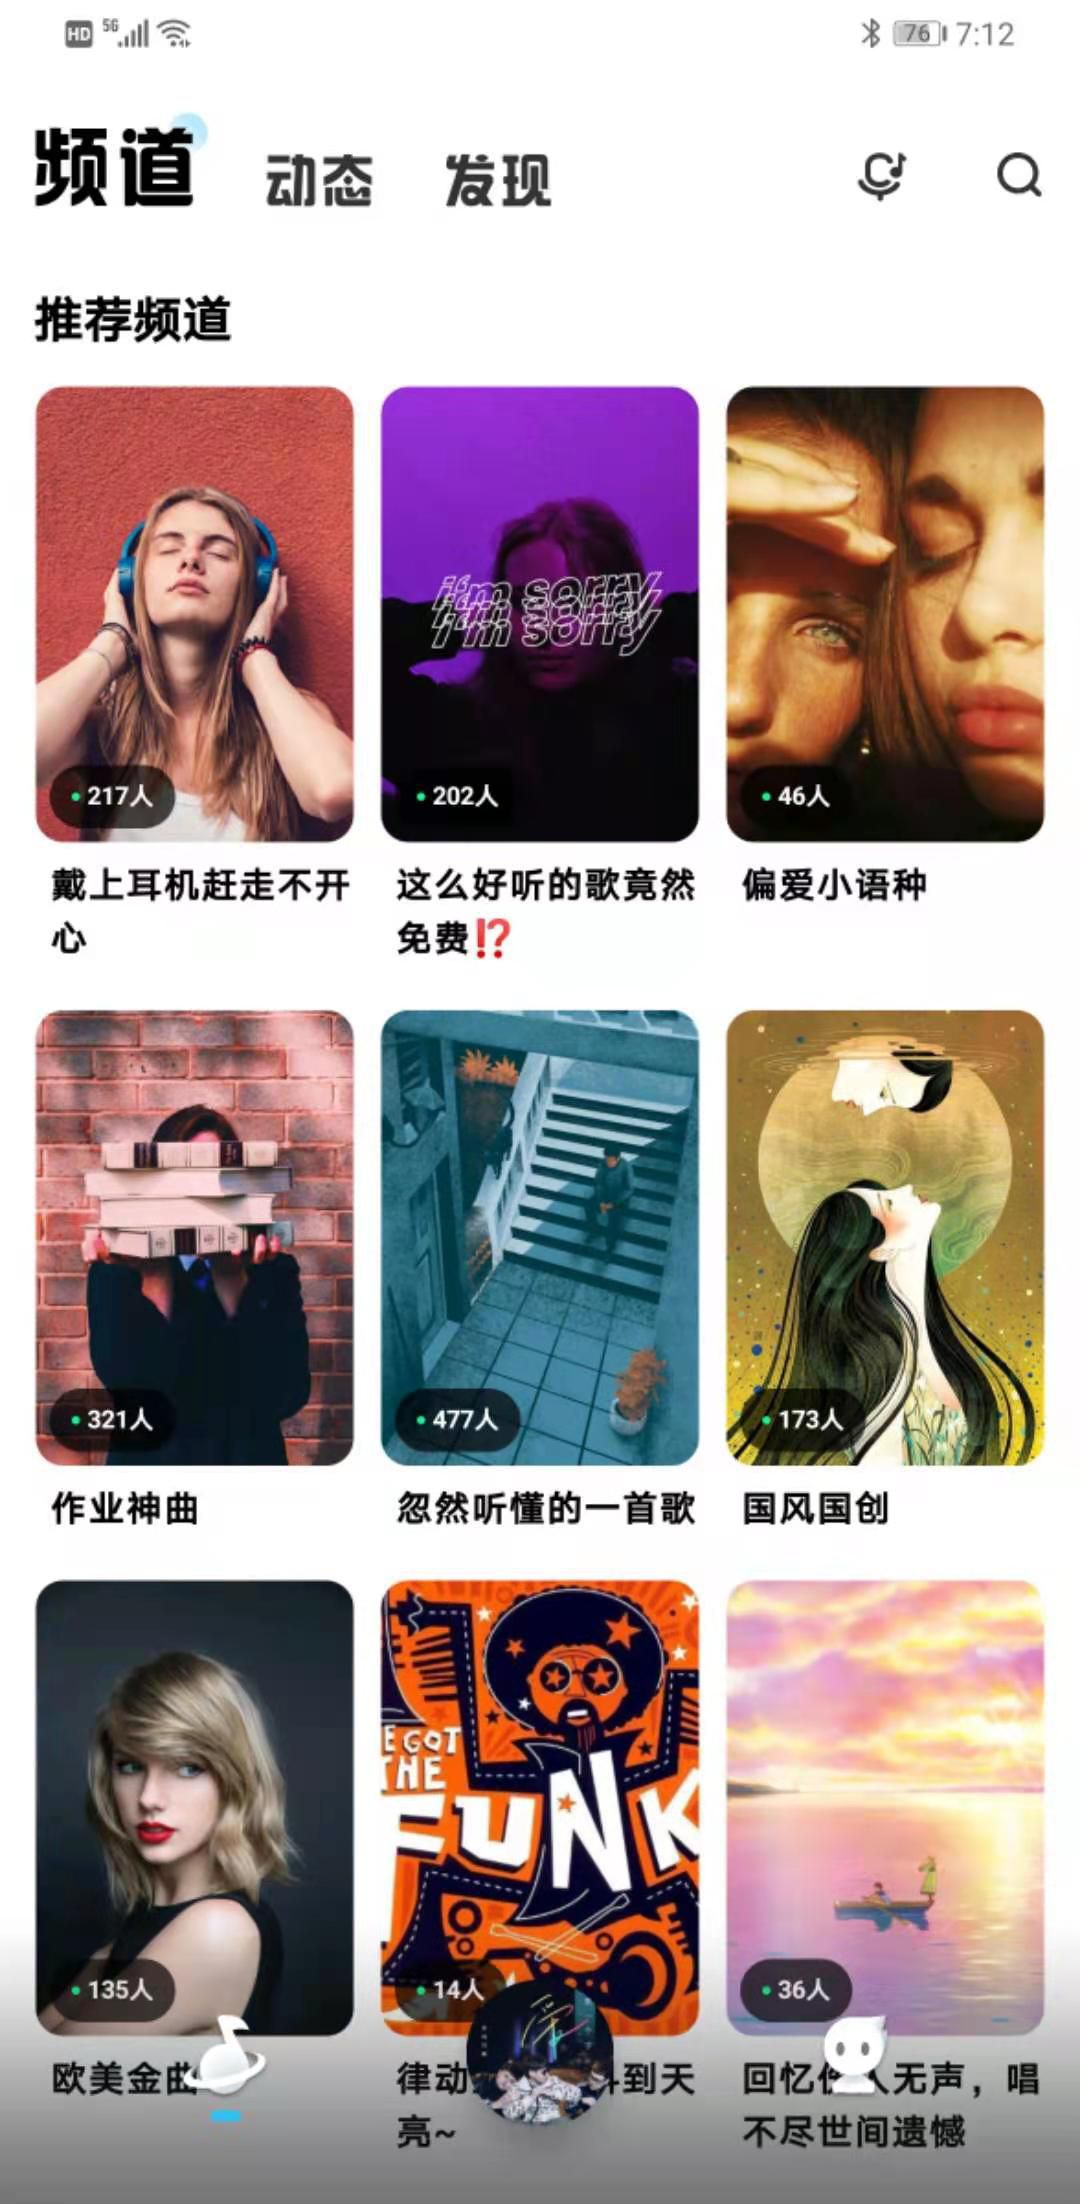 HD 5G 76 7:12
频道 动态 发现
推荐频道
i'm sorry
i'm sorry
i'm sorry
217人 202人 46人
戴上耳机赶走不开
心
这么好听的歌竟然
免费⁉️
偏爱小语种
321人 477人 173人
作业神曲 忽然听懂的一首歌 国风国创
E GOT
THE
FUNK
135人 14人 36人
欧美金曲
律动 到天
亮~
回忆 人无声，唱
不尽世间遗憾